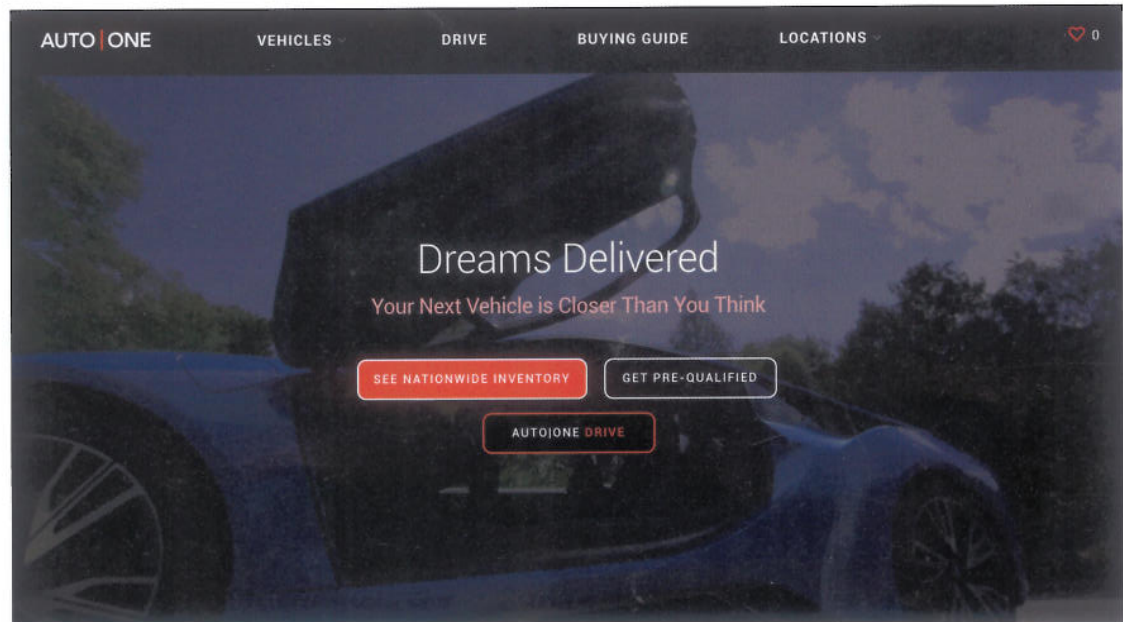 AUTO|ONE
VEHICLES
DRIVE
BUYING GUIDE
LOCATIONS
0
Dreams Delivered
Your Next Vehicle is Closer Than You Think
SEE NATIONWIDE INVENTORY
GET PRE-QUALIFIED
AUTO|ONE DRIVE